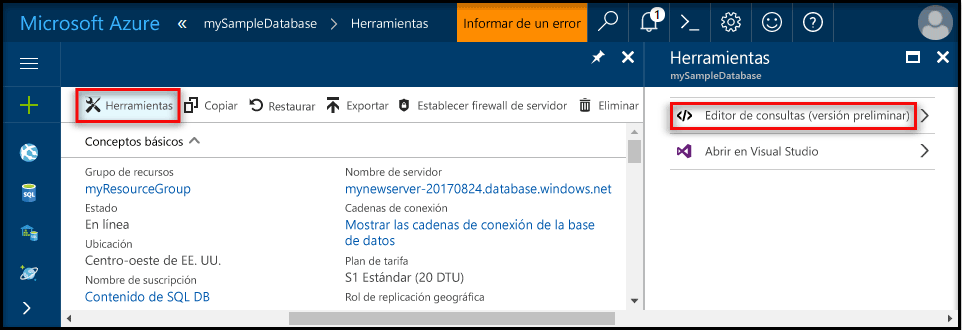 Microsoft Azure « mySampleDatabase > Herramientas Informar de un error 1
Herramientas
mySampleDatabase
Herramientas Copiar Restaurar Exportar Establecer firewall de servidor Eliminar
Editor de consultas (versión preliminar)
Abrir en Visual Studio
Conceptos básicos
Grupo de recursos
myResourceGroup
Estado
En línea
Ubicación
Centro-oeste de EE. UU.
Nombre de suscripción
Contenido de SQL DB
Nombre de servidor
mynewserver-20170824.database.windows.net
Cadenas de conexión
Mostrar las cadenas de conexión de la base
de datos
Plan de tarifa
S1 Estándar (20 DTU)
Rol de replicación geográfica
SQL